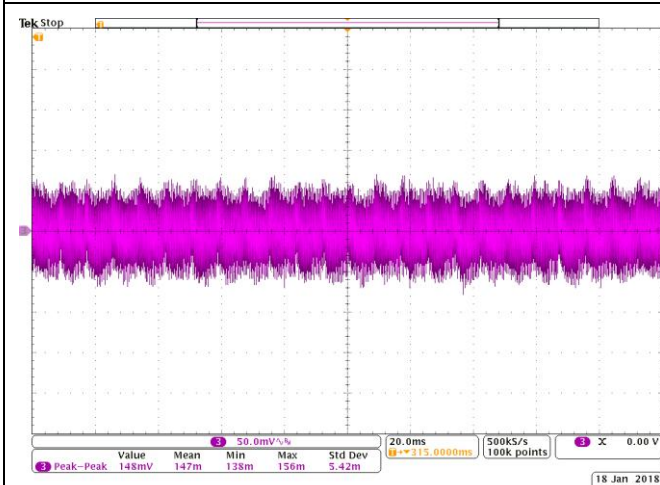 Tek Stop
T
T
3
3 50.0mV∿
20.0ms
T→▼315.0000ms
500kS/s
100k points
3 X 0.00 V
Value Mean Min Max Std Dev
3 Peak-Peak 148mV 147m 138m 156m 5.42m
18 Jan 2018